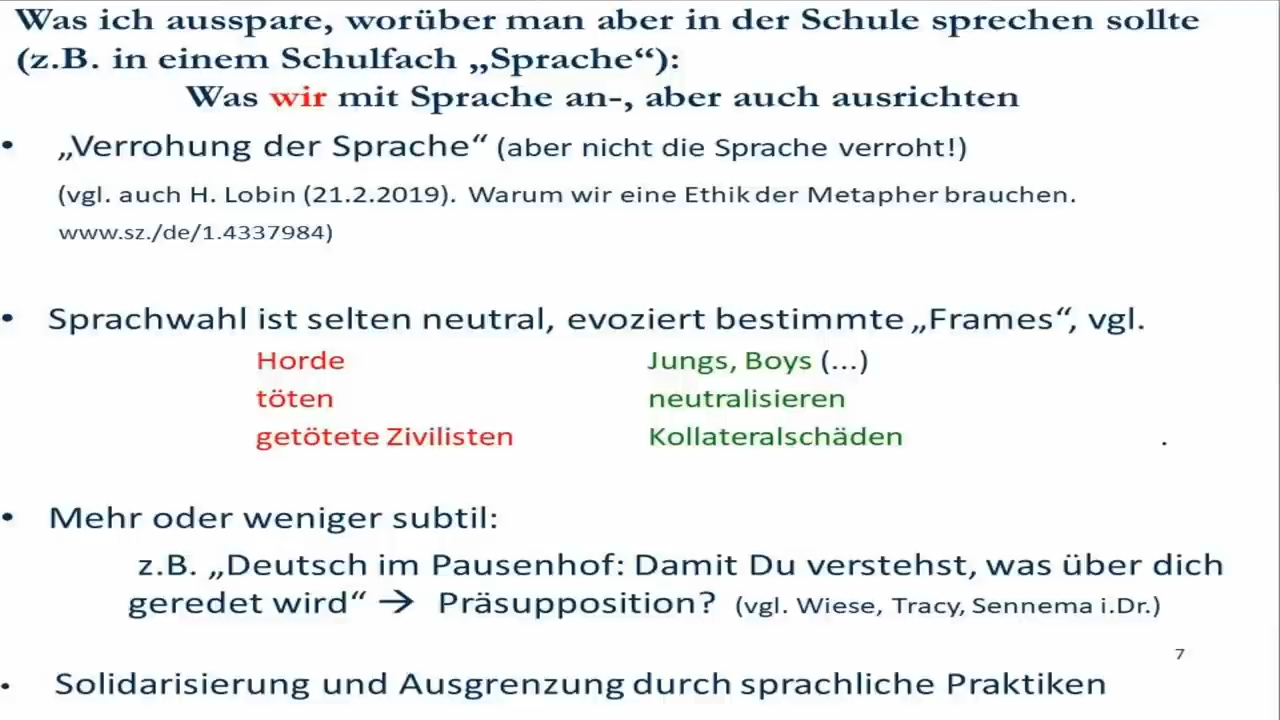 Was ich ausspare, worüber man aber in der Schule sprechen sollte
(z.B. in einem Schulfach „Sprache“):
Was wir mit Sprache an-, aber auch ausrichten
• „Verrohung der Sprache“ (aber nicht die Sprache verroht!)
(vgl. auch H. Lobin (21.2.2019). Warum wir eine Ethik der Metapher brauchen.
www.sz./de/1.4337984)
• Sprachwahl ist selten neutral, evoziert bestimmte „Frames“, vgl.
Horde Jungs, Boys (...)
töten neutralisieren
getötete Zivilisten Kollateralschäden .
• Mehr oder weniger subtil:
z.B. „Deutsch im Pausenhof: Damit Du verstehst, was über dich
geredet wird“ → Präsupposition? (vgl. Wiese, Tracy, Sennema i.Dr.)
7
• Solidarisierung und Ausgrenzung durch sprachliche Praktiken